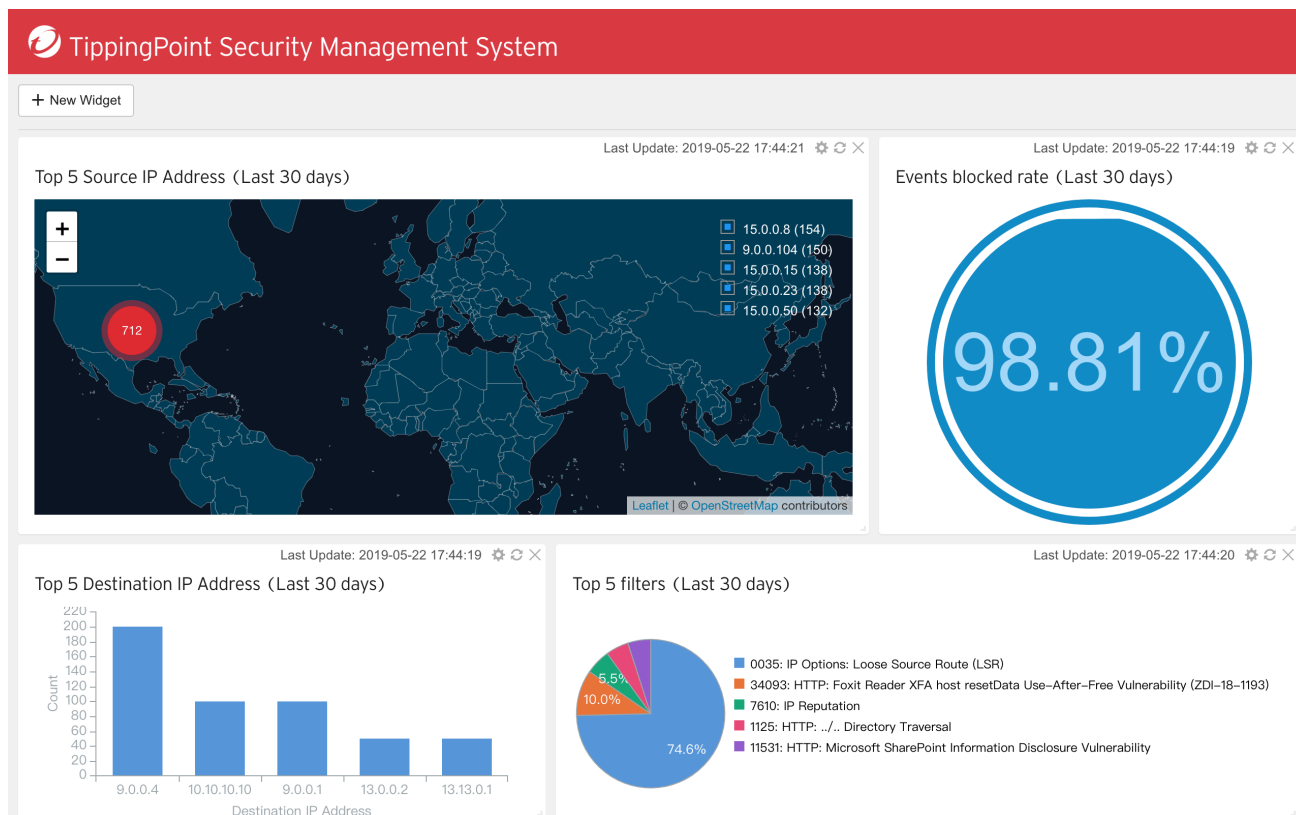 TippingPoint Security Management System
+ New Widget
Last Update: 2019-05-22 17:44:21
Top 5 Source IP Address (Last 30 days)
+
−
15.0.0.8 (154)
9.0.0.104 (150)
15.0.0.15 (138)
15.0.0.23 (138)
15.0.0.50 (132)
712
Leaflet | © OpenStreetMap contributors
Last Update: 2019-05-22 17:44:19
Events blocked rate (Last 30 days)
98.81%
Last Update: 2019-05-22 17:44:19
Top 5 Destination IP Address (Last 30 days)
Count
220
200
180
160
140
120
100
80
60
40
20
0
9.0.0.4
10.10.10.10
9.0.0.1
13.0.0.2
13.13.0.1
Destination IP Address
Last Update: 2019-05-22 17:44:20
Top 5 filters (Last 30 days)
5.5%
10.0%
74.6%
0035: IP Options: Loose Source Route (LSR)
34093: HTTP: Foxit Reader XFA host resetData Use-After-Free Vulnerability (ZDI-18-1193)
7610: IP Reputation
1125: HTTP: ../.. Directory Traversal
11531: HTTP: Microsoft SharePoint Information Disclosure Vulnerability